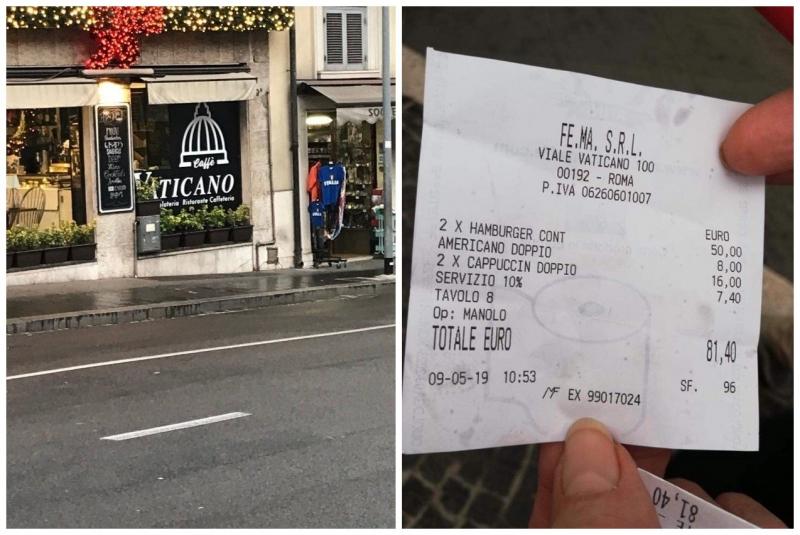 Caffè
VATICANO
Gelateria Ristorante Caffetteria
FE.MA. S.R.L.
VIALE VATICANO 100
00192 - ROMA
P.IVA 06260601007
EURO
2 X HAMBURGER CONT 50,00
AMERICANO DOPPIO 8,00
2 X CAPPUCCIN DOPPIO 16,00
SERVIZIO 10% 7,40
TAVOLO 8
Op: MANOLO
TOTALE EURO 81,40
09-05-19 10:53 SF. 96
MF EX 99017024
81,40